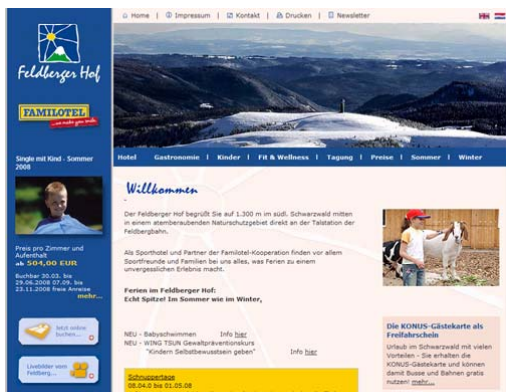 Home | Impressum | Kontakt | Drucken | Newsletter
Feldberger Hof
FAMILOTEL
Hotel Gastronomie | Kinder | Fit & Wellness | Tagung | Preise | Sommer | Winter
Single mit Kind - Sommer
2008
Preis pro Zimmer und
Aufenthalt
ab 504,00 EUR
Buchbar 30.03. bis
29.06.2008 07.09. bis
23.11.2008 freie Anreise
mehr...
jetzt online
buchen...
Livebilder vom
Feldberg...
Willkommen
Der Feldberger Hof begrüßt Sie auf 1.300 m im südl. Schwarzwald mitten
in einem atemberaubenden Naturschutzgebiet direkt an der Talstation der
Feldbergbahn.
Als Sporthotel und Partner der Familotel-Kooperation finden vor allem
Sportfreunde und Familien bei uns alles, was Ferien zu einem
unvergesslichen Erlebnis macht.
Ferien im Feldberger Hof:
Echt Spitze! Im Sommer wie im Winter,
NEU - Babyschwimmen Info hier
NEU - WING TSUN Gewaltpräventionskurs
"Kindern Selbstbewusstsein geben" Info hier
Schnuppertage
08.04.0 bis 01.05.08
Die KONUS-Gästekarte als
Freifahrschein
Urlaub im Schwarzwald mit vielen
Vorteilen - Sie erhalten die
KONUS-Gästekarte und können
damit Busse und Bahnen gratis
nutzen! mehr...